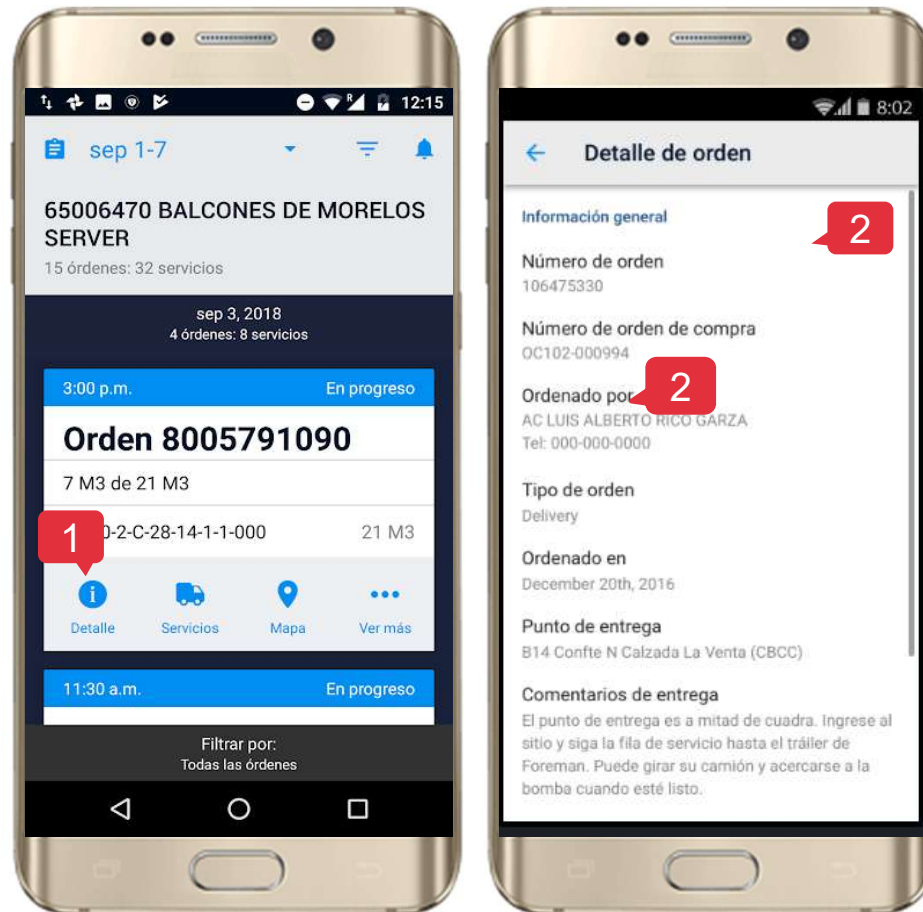 12:15
sep 1-7
65006470 BALCONES DE MORELOS
SERVER
15 órdenes: 32 servicios
sep 3, 2018
4 órdenes: 8 servicios
3:00 p.m. En progreso
Orden 8005791090
7 M3 de 21 M3
1
0-2-C-28-14-1-1-000 21 M3
Detalle Servicios Mapa Ver más
11:30 a.m. En progreso
Filtrar por:
Todas las órdenes
8:02
Detalle de orden
Información general
2
Número de orden
106475330
Número de orden de compra
OC102-000994
Ordenado por
2
AC LUIS ALBERTO RICO GARZA
Tel: 000-000-0000
Tipo de orden
Delivery
Ordenado en
December 20th, 2016
Punto de entrega
B14 Confte N Calzada La Venta (CBCC)
Comentarios de entrega
El punto de entrega es a mitad de cuadra. Ingrese al
sitio y siga la fila de servicio hasta el tráiler de
Foreman. Puede girar su camión y acercarse a la
bomba cuando esté listo.